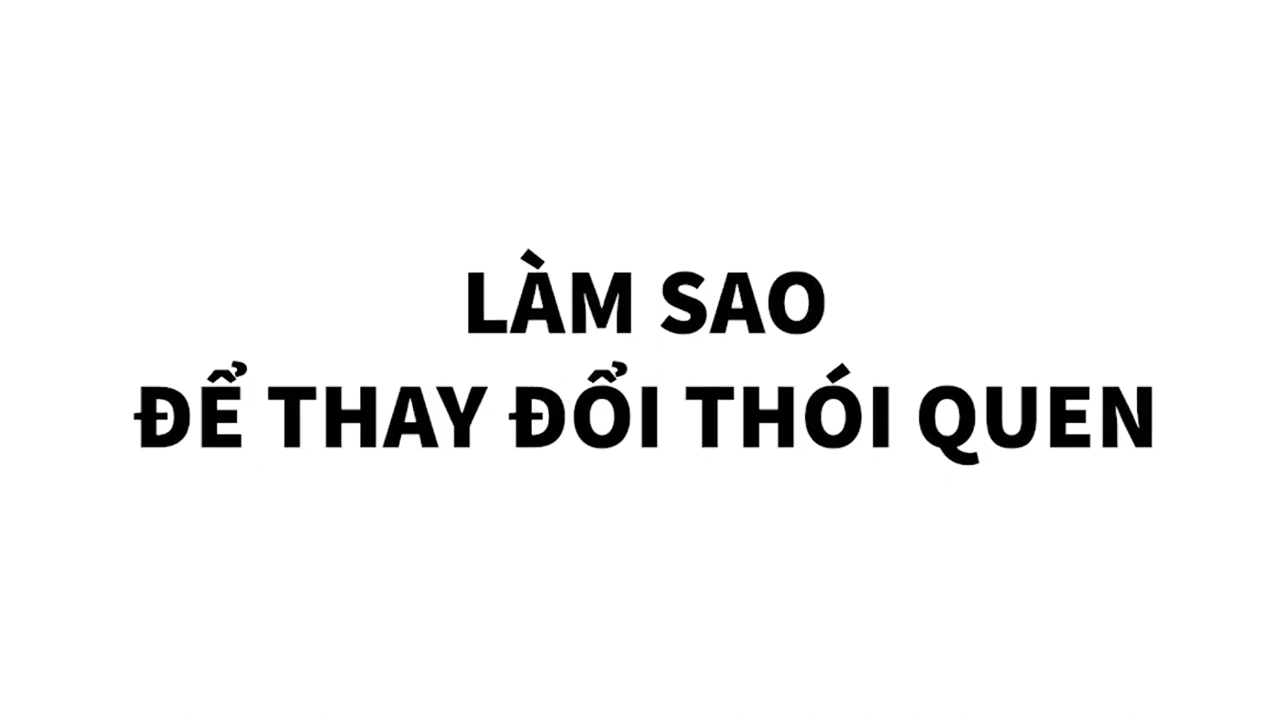 LÀM SAO
ĐỂ THAY ĐỔI THÓI QUEN